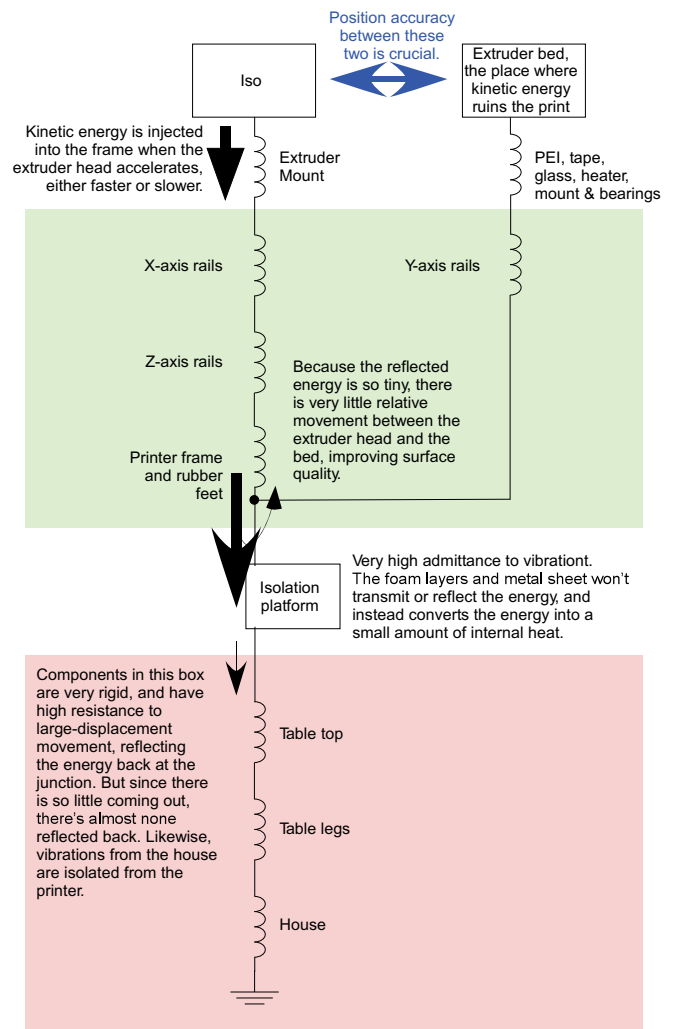 Position accuracy
between these
two is crucial.
Iso
Extruder bed,
the place where
kinetic energy
ruins the print
Kinetic energy is injected
into the frame when the
extruder head accelerates,
either faster or slower.
Extruder
Mount
PEI, tape,
glass, heater,
mount & bearings
X-axis rails
Y-axis rails
Z-axis rails
Because the reflected
energy is so tiny, there
is very little relative
movement between the
extruder head and the
bed, improving surface
quality.
Printer frame
and rubber
feet
Isolation
platform
Very high admittance to vibrationt.
The foam layers and metal sheet won't
transmit or reflect the energy, and
instead converts the energy into a
small amount of internal heat.
Components in this box
are very rigid, and have
high resistance to
large-displacement
movement, reflecting
the energy back at the
junction. But since there
is so little coming out,
there's almost none
reflected back. Likewise,
vibrations from the house
are isolated from the
printer.
Table top
Table legs
House